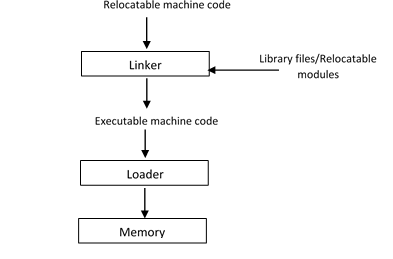 Relocatable machine code
Linker
Library files/Relocatable
modules
Executable machine code
Loader
Memory